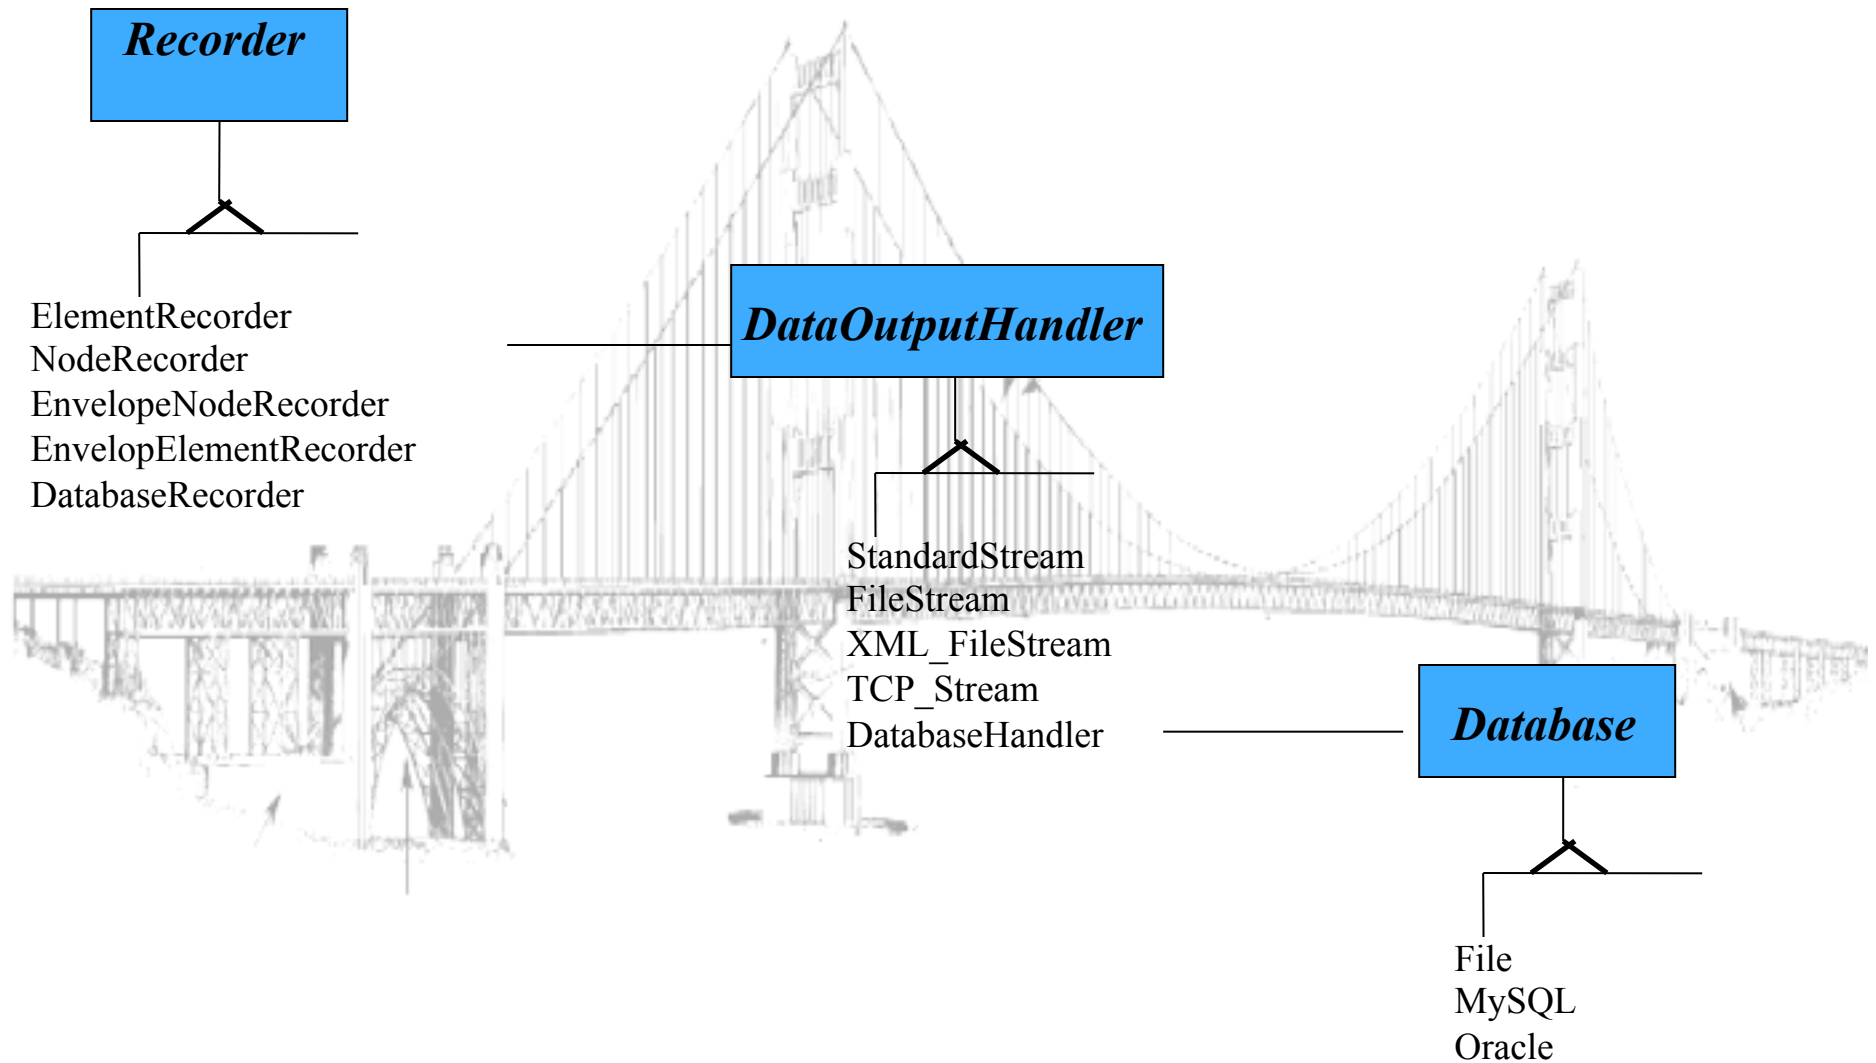 Recorder
ElementRecorder
NodeRecorder
EnvelopeNodeRecorder
EnvelopElementRecorder
DatabaseRecorder
DataOutputHandler
StandardStream
FileStream
XML_FileStream
TCP_Stream
DatabaseHandler
Database
File
MySQL
Oracle